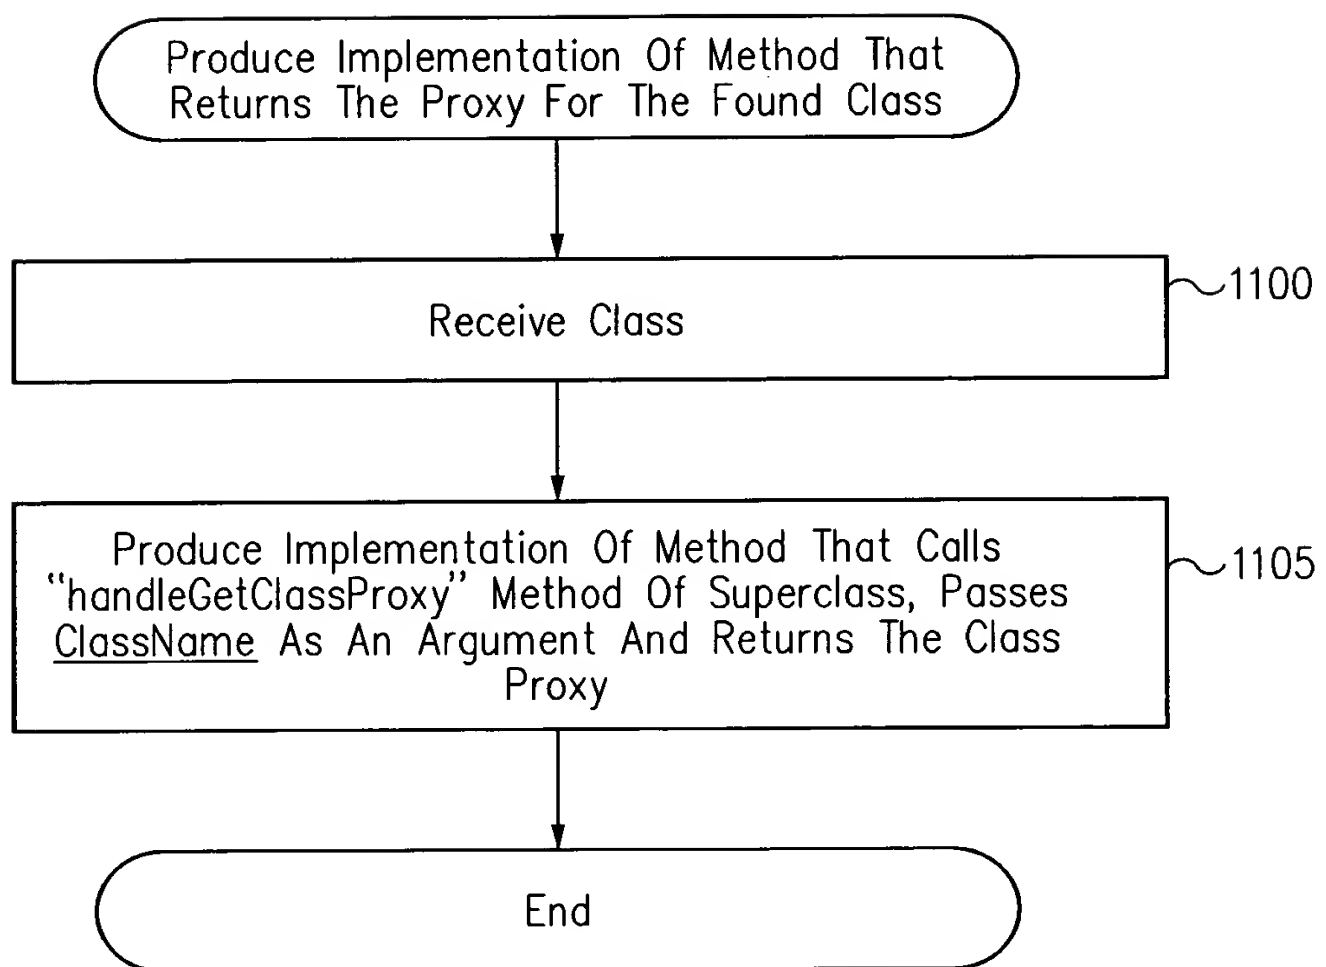 Produce Implementation Of Method That
Returns The Proxy For The Found Class
Receive Class
1100
Produce Implementation Of Method That Calls
“handleGetClassProxy” Method Of Superclass, Passes
ClassName As An Argument And Returns The Class
Proxy
1105
End